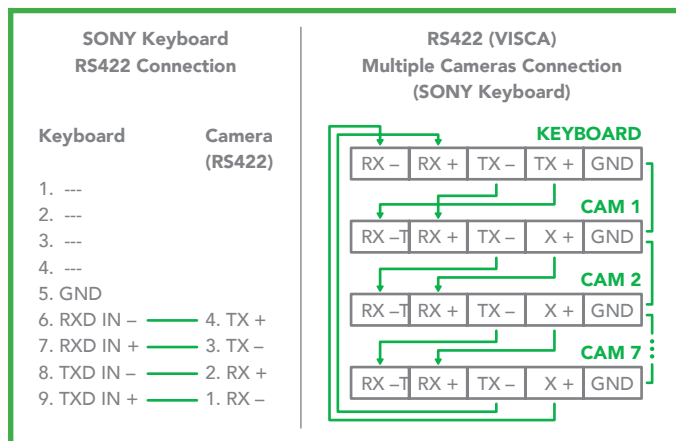 SONY Keyboard
RS422 Connection
Keyboard Camera
(RS422)
1. ---
2. ---
3. ---
4. ---
5. GND
6. RXD IN – 4. TX +
7. RXD IN + 3. TX –
8. TXD IN – 2. RX +
9. TXD IN + 1. RX –
RS422 (VISCA)
Multiple Cameras Connection
(SONY Keyboard)
KEYBOARD
RX – RX + TX – TX + GND
CAM 1
RX –T RX + TX – X + GND
CAM 2
RX –T RX + TX – X + GND
CAM 7
RX –T RX + TX – X + GND